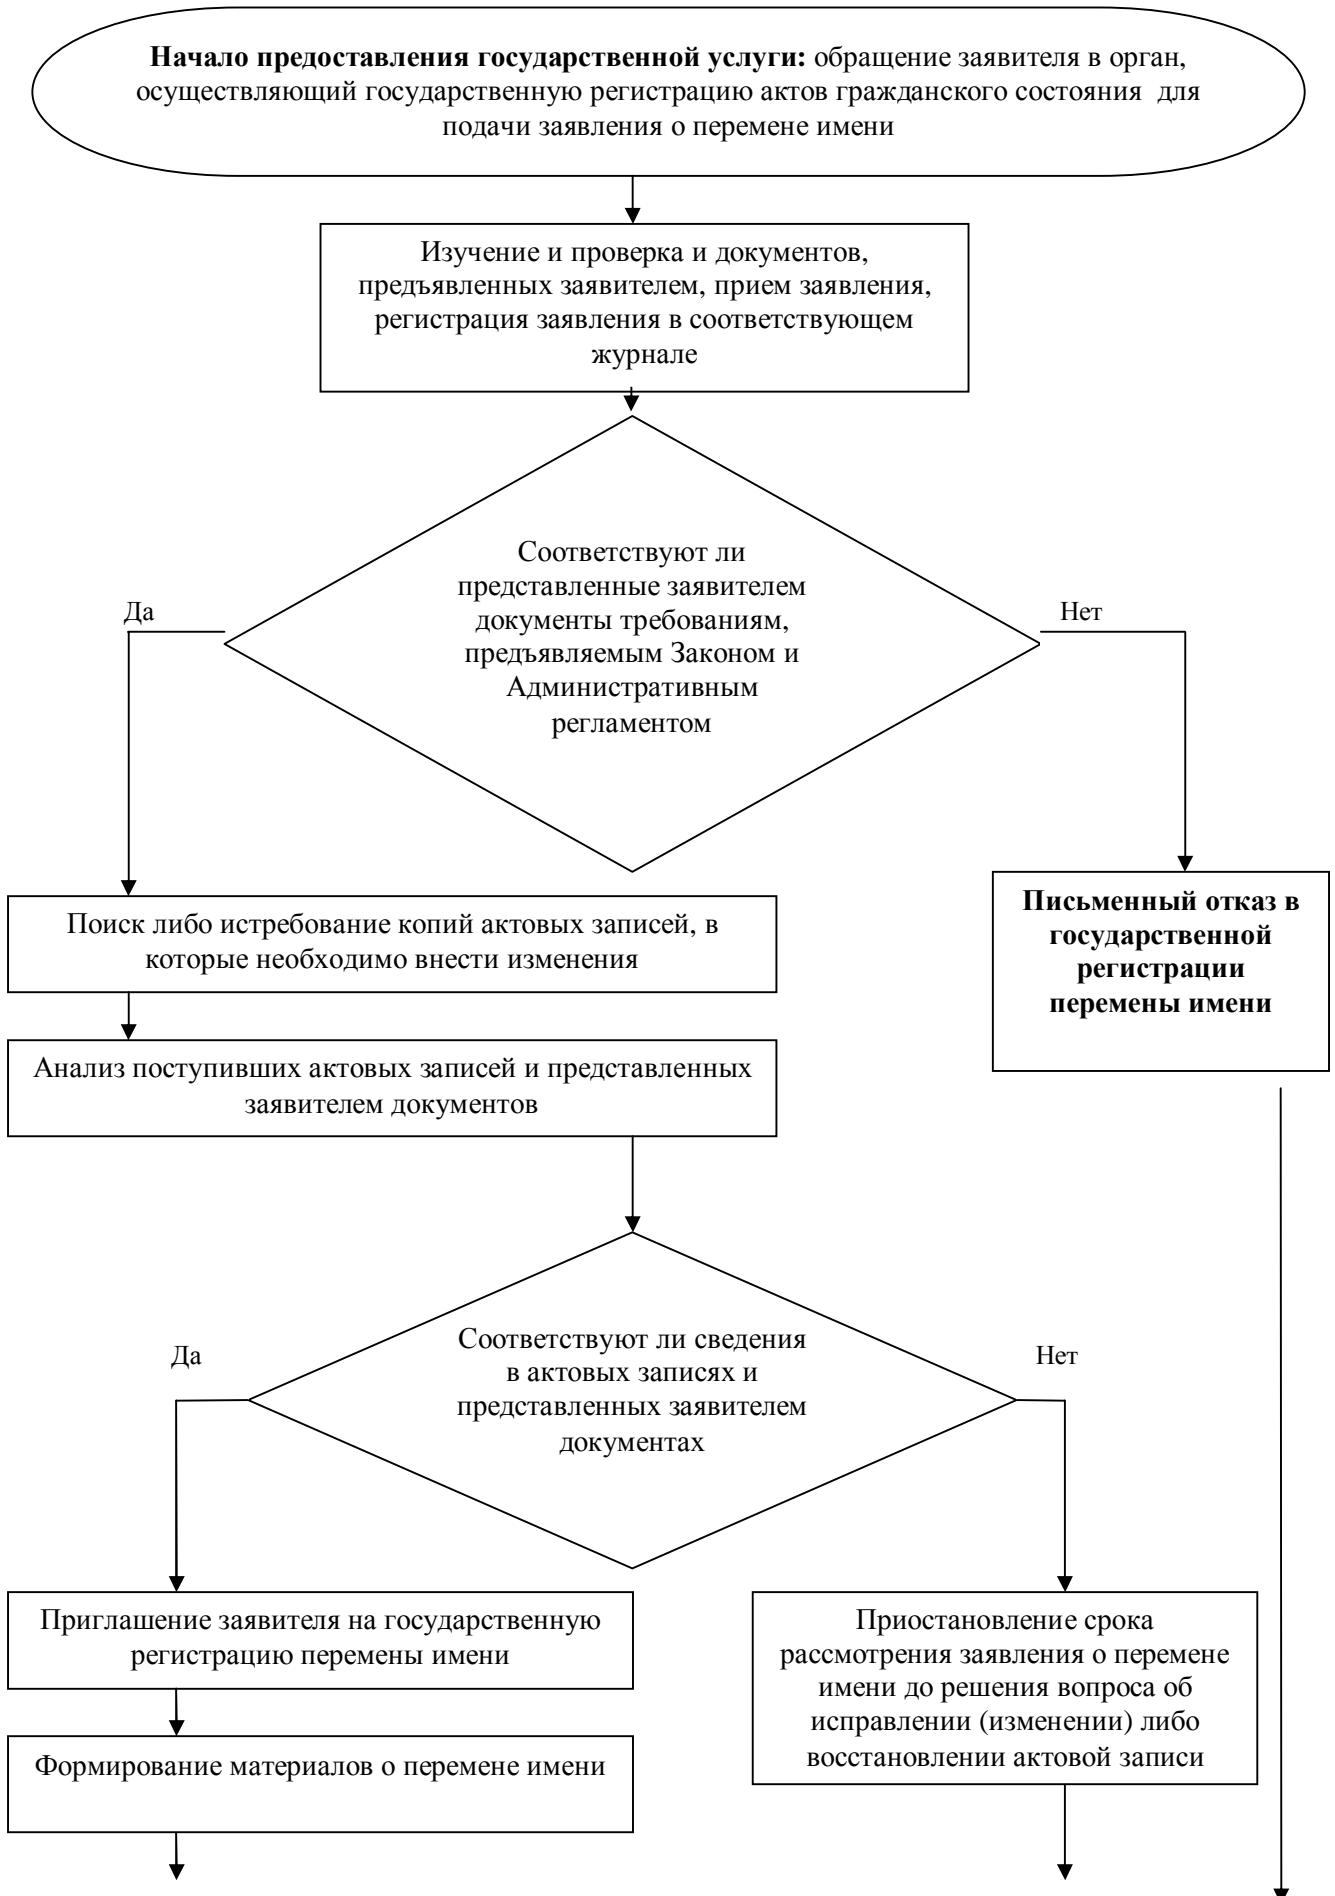 Начало предоставления государственной услуги: обращение заявителя в орган,
осуществляющий государственную регистрацию актов гражданского состояния для
подачи заявления о перемене имени
Изучение и проверка и документов,
предъявленных заявителем, прием заявления,
регистрация заявления в соответствующем
журнале
Соответствуют ли
представленные заявителем
документы требованиям,
предъявляемым Законом и
Административным
регламентом
Да
Нет
Поиск либо истребование копий актовых записей, в
которые необходимо внести изменения
Письменный отказ в
государственной
регистрации
перемены имени
Анализ поступивших актовых записей и представленных
заявителем документов
Соответствуют ли сведения
в актовых записях и
представленных заявителем
документах
Да
Нет
Приглашение заявителя на государственную
регистрацию перемены имени
Приостановление срока
рассмотрения заявления о перемене
имени до решения вопроса об
исправлении (изменении) либо
восстановлении актовой записи
Формирование материалов о перемене имени